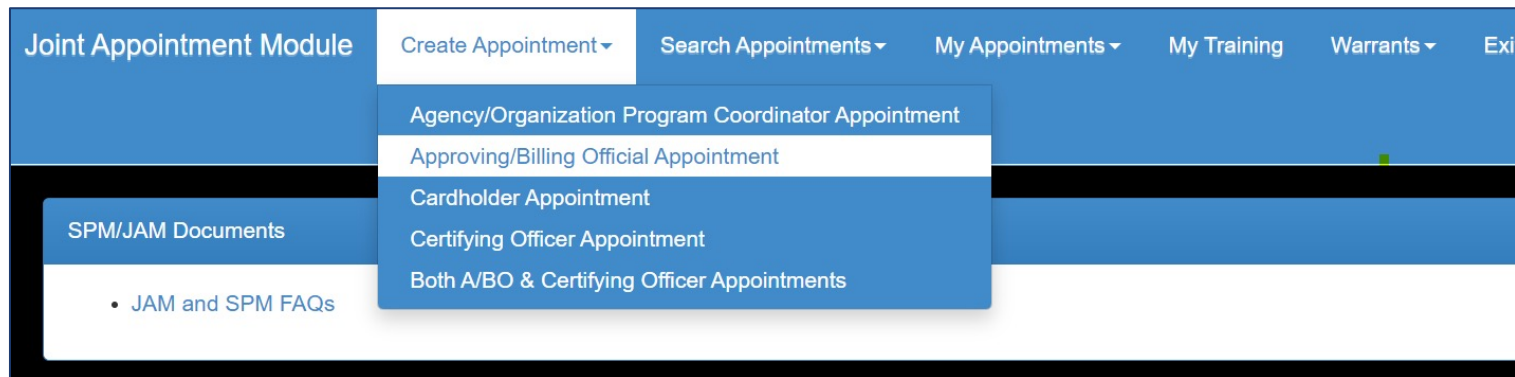 Joint Appointment Module Create Appointment Search Appointments My Appointments My Training Warrants Exi
Agency/Organization Program Coordinator Appointment
Approving/Billing Official Appointment
Cardholder Appointment
Certifying Officer Appointment
Both A/BO & Certifying Officer Appointments
SPM/JAM Documents
• JAM and SPM FAQs